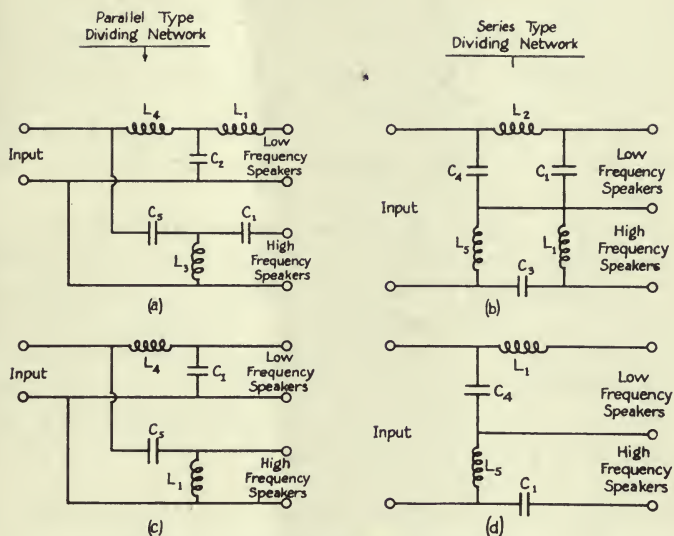 Parallel Type
Dividing Network
Series Type
Dividing Network
L4
L1
Input
C2
Low
Frequency
Speakers
C5
C1
L3
High
Frequency
Speakers
(a)
L2
C4
C1
Low
Frequency
Speakers
Input
L5
L1
High
Frequency
Speakers
C3
(b)
L4
Input
C1
Low
Frequency
Speakers
C5
L1
High
Frequency
Speakers
(c)
L1
C4
Low
Frequency
Speakers
Input
L5
High
Frequency
Speakers
C1
(d)